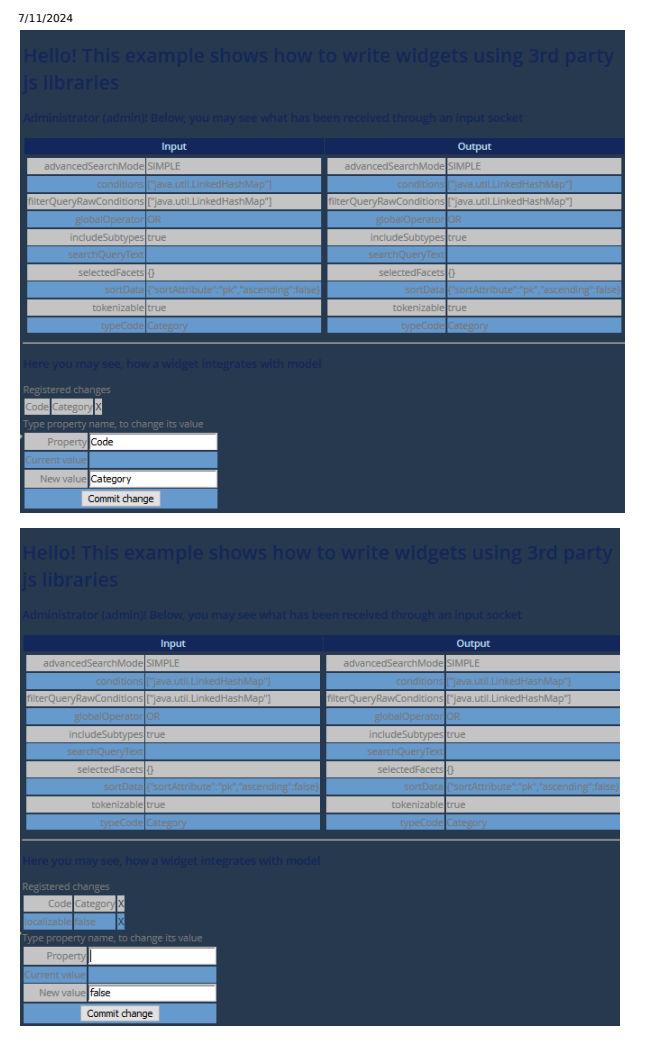 7/11/2024
Hello! This example shows how to write widgets using 3rd party
js libraries
Administrator (admin)! Below, you may see what has been received through an input socket
Input Output
advancedSearchMode SIMPLE advancedSearchMode SIMPLE
conditions ["java.util.LinkedHashMap"] conditions ["java.util.LinkedHashMap"]
filterQueryRawConditions ["java.util.LinkedHashMap"] filterQueryRawConditions ["java.util.LinkedHashMap"]
globalOperator OR globalOperator OR
includeSubtypes true includeSubtypes true
searchQueryText searchQueryText
selectedFacets {} selectedFacets {}
sortData {"sortAttribute":"pk","ascending":false} sortData {"sortAttribute":"pk","ascending":false}
tokenizable true tokenizable true
typeCode Category typeCode Category
Here you may see, how a widget integrates with model
Registered changes
Code Category X
Type property name, to change its value
Property Code
Current value
New value Category
Commit change
Hello! This example shows how to write widgets using 3rd party
js libraries
Administrator (admin)! Below, you may see what has been received through an input socket
Input Output
advancedSearchMode SIMPLE advancedSearchMode SIMPLE
conditions ["java.util.LinkedHashMap"] conditions ["java.util.LinkedHashMap"]
filterQueryRawConditions ["java.util.LinkedHashMap"] filterQueryRawConditions ["java.util.LinkedHashMap"]
globalOperator OR globalOperator OR
includeSubtypes true includeSubtypes true
searchQueryText searchQueryText
selectedFacets {} selectedFacets {}
sortData {"sortAttribute":"pk","ascending":false} sortData {"sortAttribute":"pk","ascending":false}
tokenizable true tokenizable true
typeCode Category typeCode Category
Here you may see, how a widget integrates with model
Registered changes
Code Category X
localizable false X
Type property name, to change its value
Property
Current value
New value false
Commit change